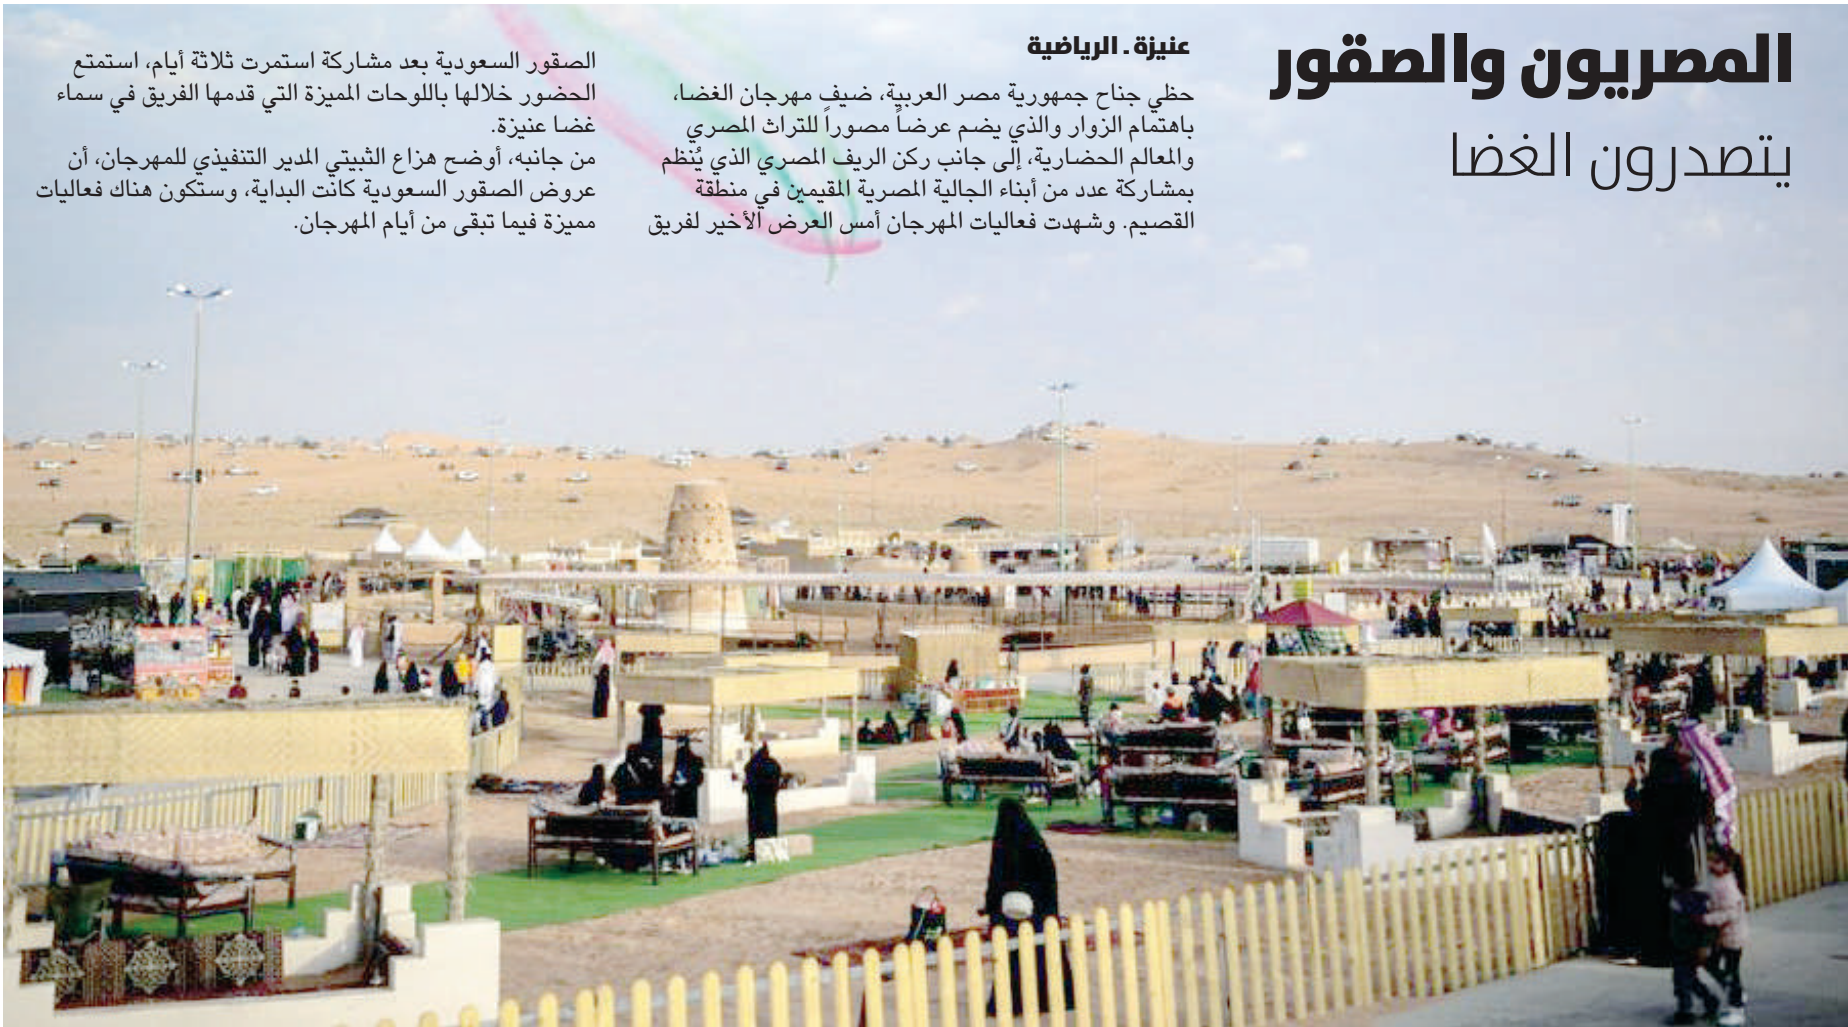 المصريون والصقور
يتصدرون الغضا
عنيزة ـ الرياضية
حظي جناح جمهورية مصر العربية، ضيف مهرجان الغضا،
باهتمام الزوار والذي يضم عرضاً مصوراً للتراث المصري
والمعالم الحضارية، إلى جانب ركن الريف المصري الذي يُنظم
بمشاركة عدد من أبناء الجالية المصرية المقيمين في منطقة
القصيم. وشهدت فعاليات المهرجان أمس العرض الأخير لفريق
الصقور السعودية بعد مشاركة استمرت ثلاثة أيام، استمتع
الحضور خلالها باللوحات المميزة التي قدمها الفريق في سماء
غضا عنيزة.
من جانبه، أوضح هزاع الثبيتي المدير التنفيذي للمهرجان، أن
عروض الصقور السعودية كانت البداية، وستكون هناك فعاليات
مميزة فيما تبقى من أيام المهرجان.